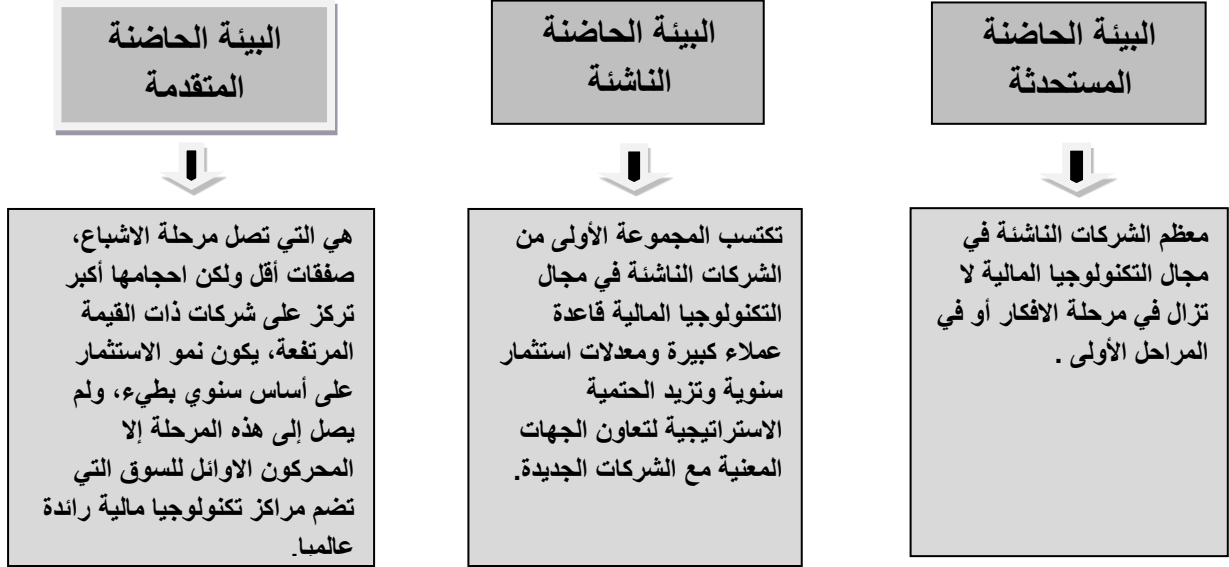 البيئة الحاضنة
المستحدثة
معظم الشركات الناشئة في
مجال التكنولوجيا المالية لا
تزال في مرحلة الافكار أو في
المراحل الأولى .
البيئة الحاضنة
الناشئة
تكتسب المجموعة الأولى من
الشركات الناشئة في مجال
التكنولوجيا المالية قاعدة
عملاء كبيرة ومعدلات استثمار
سنوية وتزيد الحتمية
الاستراتيجية لتعاون الجهات
المعنية مع الشركات الجديدة.
البيئة الحاضنة
المتقدمة
هي التي تصل مرحلة الاشباع،
صفقات أقل ولكن احجامها أكبر
تركز على شركات ذات القيمة
المرتفعة، يكون نمو الاستثمار
على أساس سنوي بطيء، ولم
يصل إلى هذه المرحلة إلا
المحركون الاوائل للسوق التي
تضم مراكز تكنولوجيا مالية رائدة
عالميا.